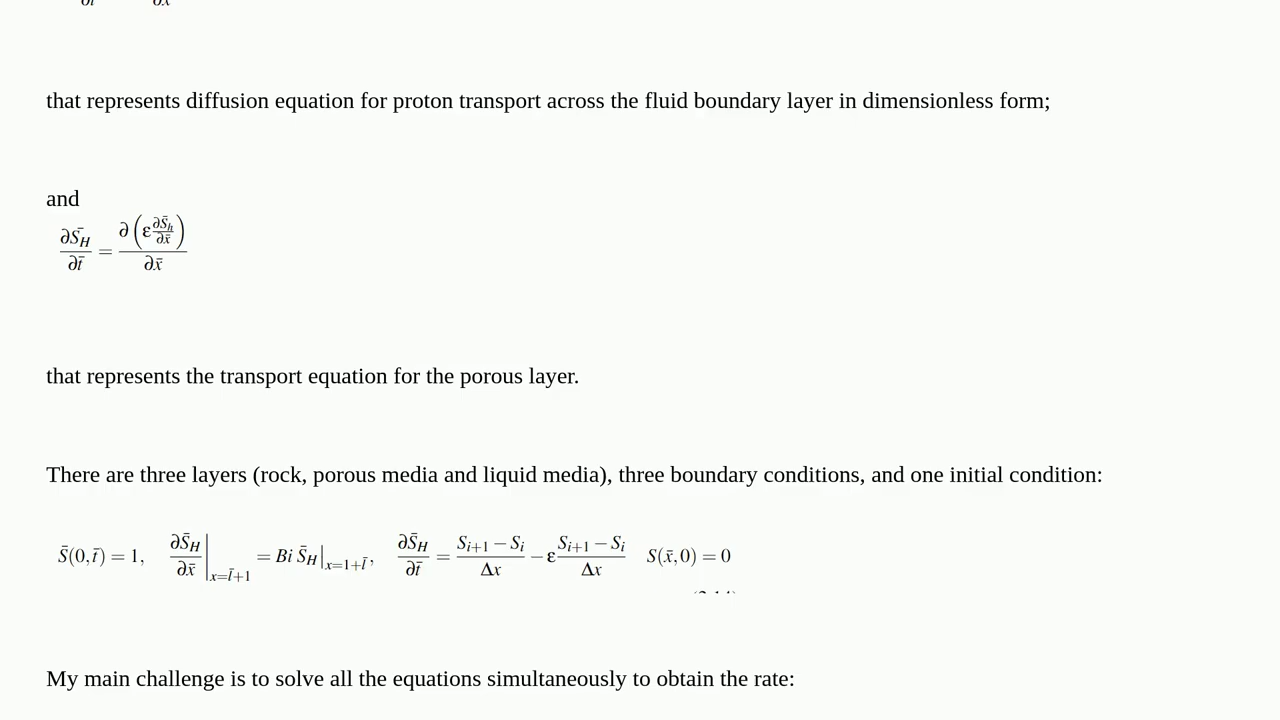 that represents diffusion equation for proton transport across the fluid boundary layer in dimensionless form;
and
∂S̄_H/∂t̄ = ∂(ε ∂S̄_h/∂x̄)/∂x̄
that represents the transport equation for the porous layer.
There are three layers (rock, porous media and liquid media), three boundary conditions, and one initial condition:
S̄(0,t̄) = 1, ∂S̄_H/∂x̄|_{x=l̄+1} = Bi S̄_H|_{x=1+l̄}, ∂S̄_H/∂t̄ = (S_{i+1} − S_i)/Δx − ε (S_{i+1} − S_i)/Δx S(x̄,0) = 0
My main challenge is to solve all the equations simultaneously to obtain the rate: